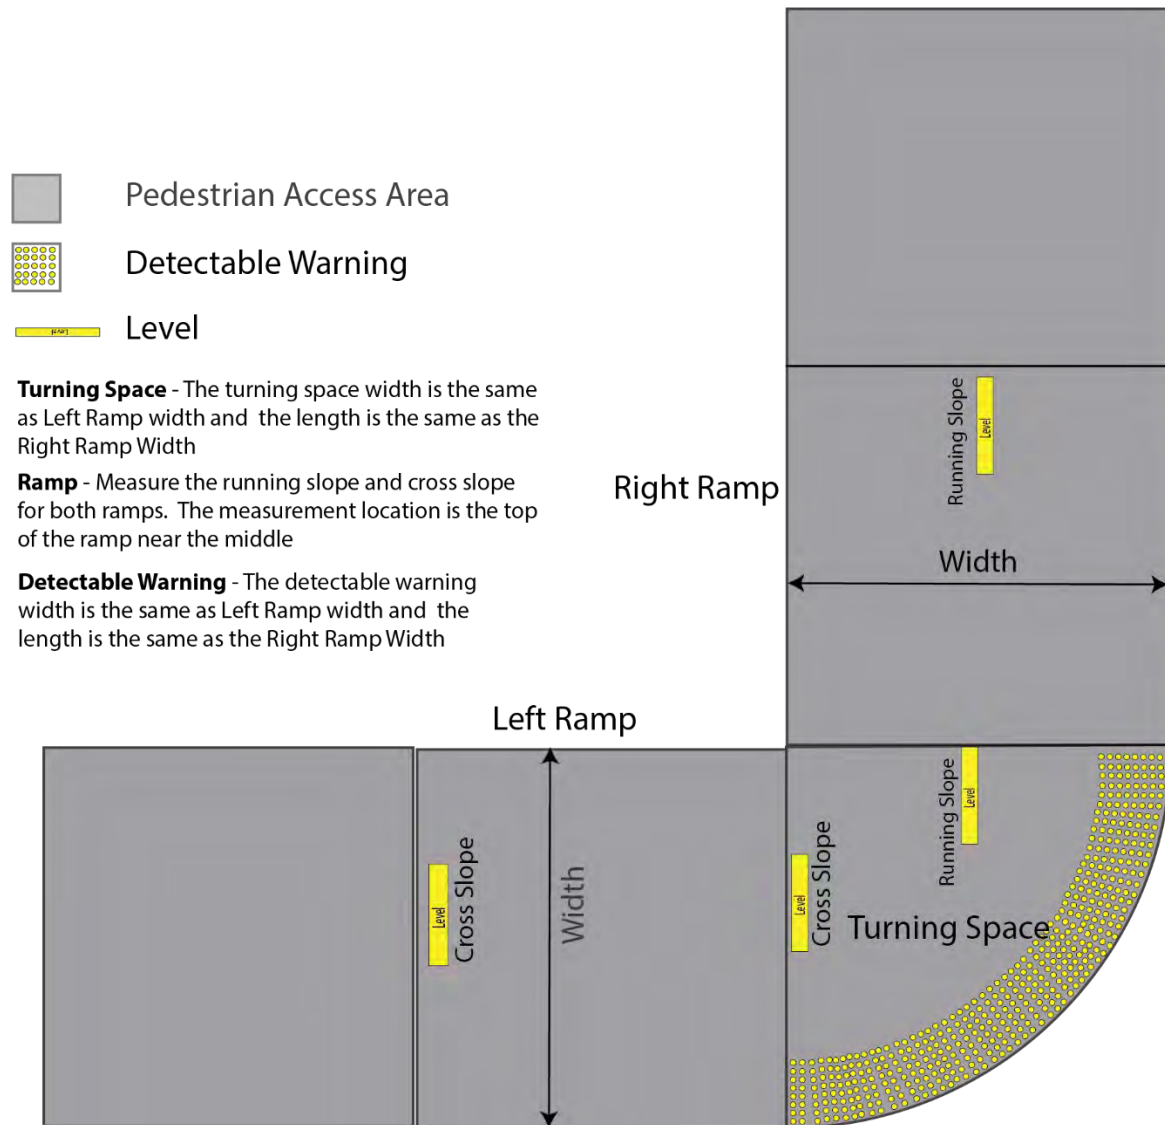 Pedestrian Access Area
Detectable Warning
Level
Level
Turning Space - The turning space width is the same
as Left Ramp width and the length is the same as the
Right Ramp Width
Ramp - Measure the running slope and cross slope
for both ramps. The measurement location is the top
of the ramp near the middle
Detectable Warning - The detectable warning
width is the same as Left Ramp width and the
length is the same as the Right Ramp Width
Right Ramp
Running Slope
Level
Width
Left Ramp
Level
Cross Slope
Width
Level
Cross Slope
Running Slope
Level
Turning Space